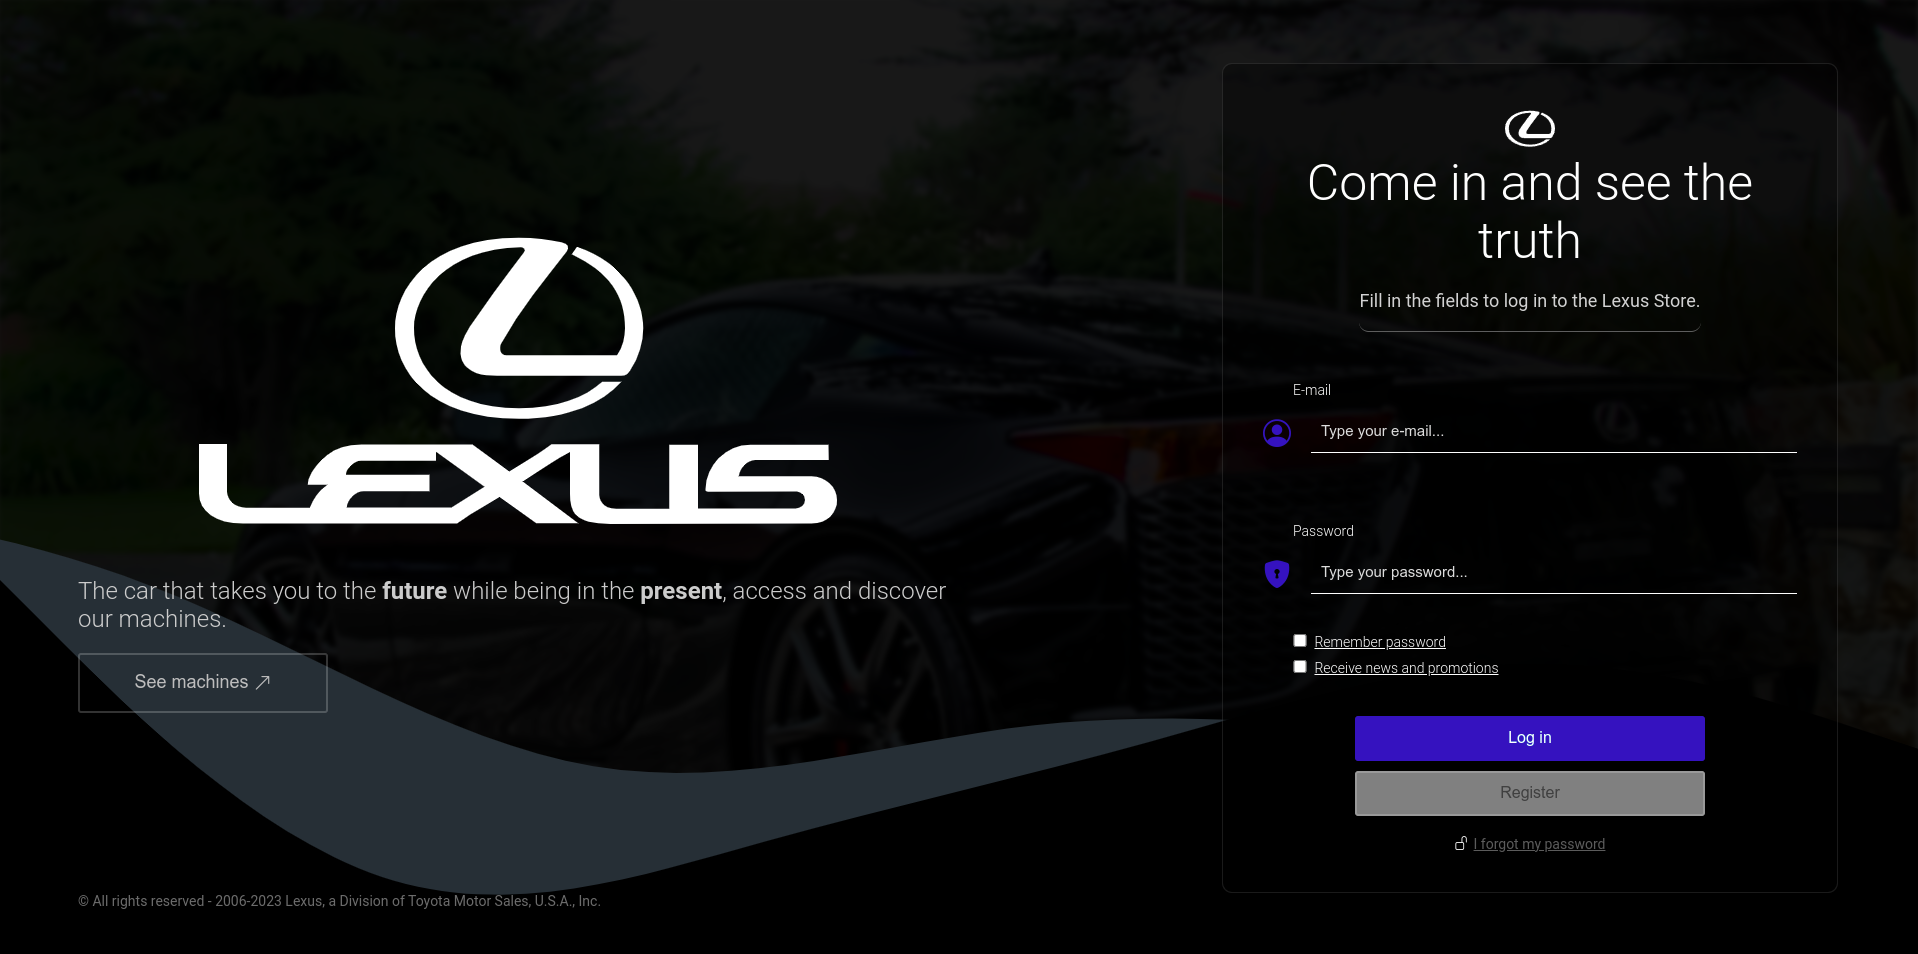 LEXUS
The car that takes you to the future while being in the present, access and discover
our machines.
See machines
© All rights reserved - 2006-2023 Lexus, a Division of Toyota Motor Sales, U.S.A., Inc.
Come in and see the
truth
Fill in the fields to log in to the Lexus Store.
E-mail
Type your e-mail...
Password
Type your password...
Remember password
Receive news and promotions
Log in
Register
I forgot my password